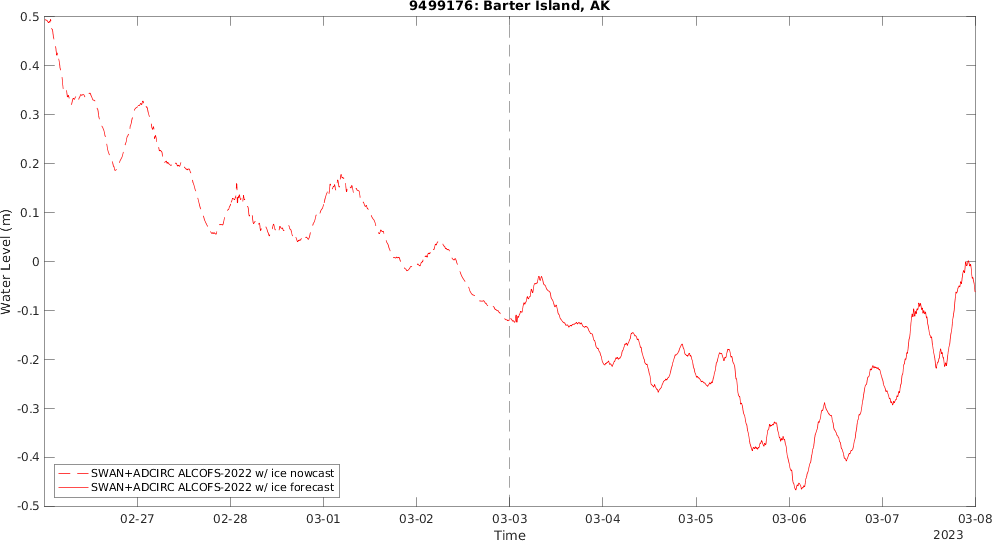 9499176: Barter Island, AK
0.5
0.4
0.3
0.2
0.1
0
-0.1
-0.2
-0.3
-0.4
-0.5
Water Level (m)
SWAN+ADCIRC ALCOFS-2022 w/ ice nowcast
SWAN+ADCIRC ALCOFS-2022 w/ ice forecast
02-27 02-28 03-01 03-02 03-03 03-04 03-05 03-06 03-07 03-08
Time
2023